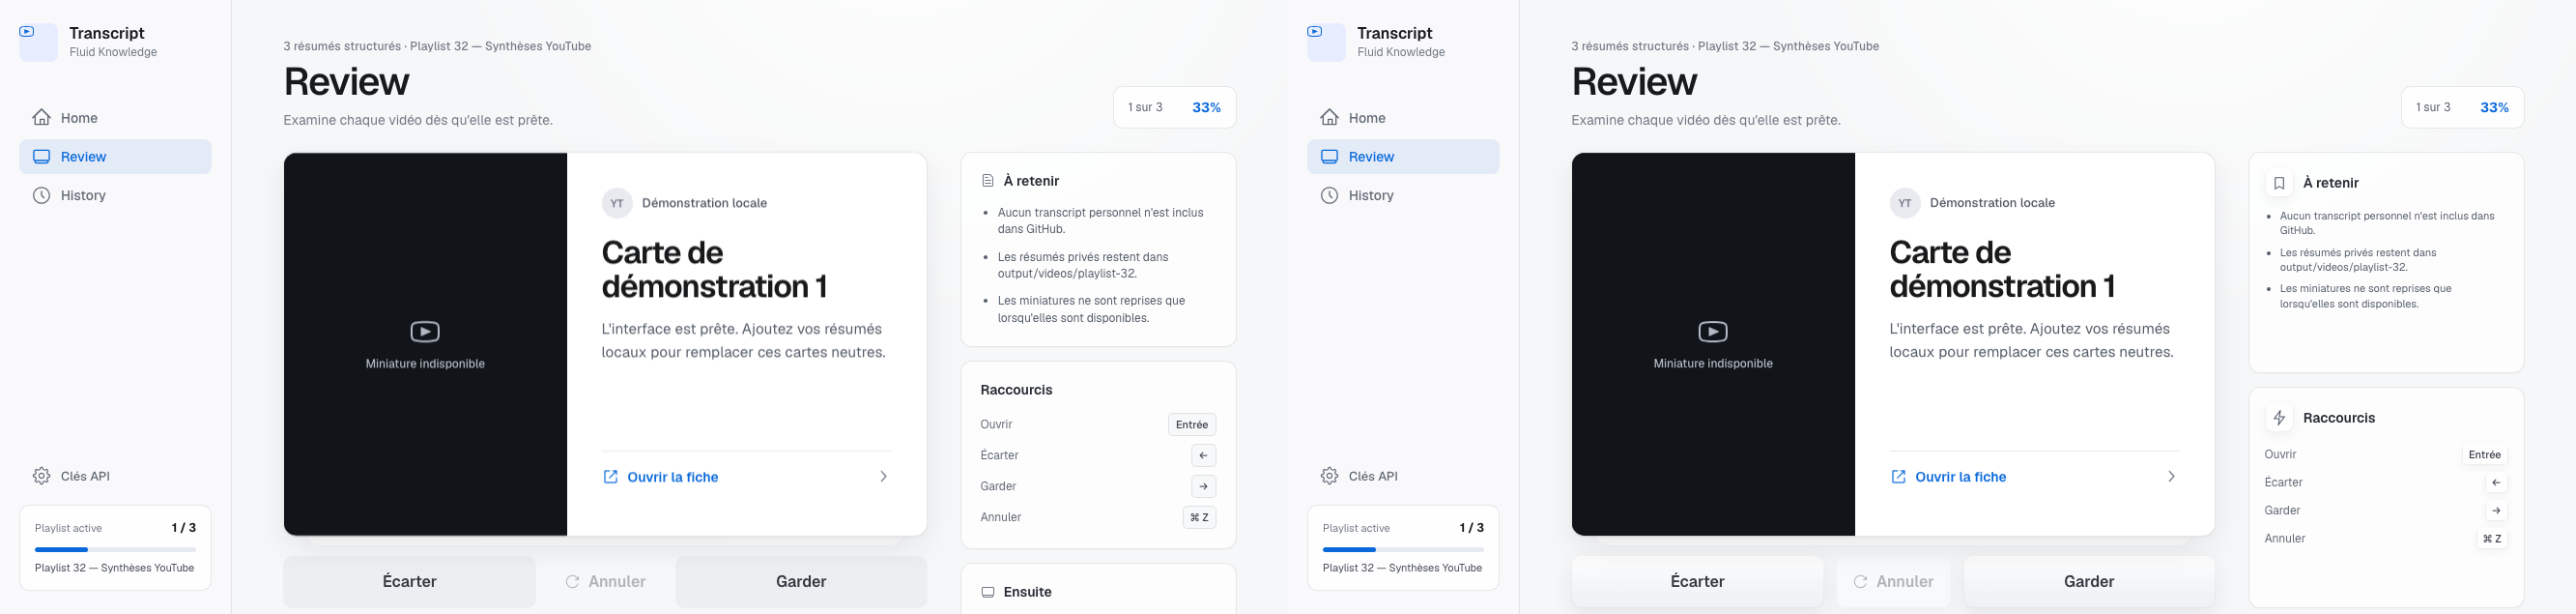 Transcript
Fluid Knowledge
Home
Review
History
Clés API
Playlist active 1 / 3
Playlist 32 — Synthèses YouTube
3 résumés structurés · Playlist 32 — Synthèses YouTube
Review
Examine chaque vidéo dès qu'elle est prête.
1 sur 3 33%
Miniature indisponible
YT Démonstration locale
Carte de
démonstration 1
L'interface est prête. Ajoutez vos résumés
locaux pour remplacer ces cartes neutres.
Ouvrir la fiche
Écarter
Annuler
Garder
À retenir
• Aucun transcript personnel n'est inclus
dans GitHub.
• Les résumés privés restent dans
output/videos/playlist-32.
• Les miniatures ne sont reprises que
lorsqu'elles sont disponibles.
Raccourcis
Ouvrir Entrée
Écarter ←
Garder →
Annuler ⌘ Z
Ensuite
Transcript
Fluid Knowledge
Home
Review
History
Clés API
Playlist active 1 / 3
Playlist 32 — Synthèses YouTube
3 résumés structurés · Playlist 32 — Synthèses YouTube
Review
Examine chaque vidéo dès qu'elle est prête.
1 sur 3 33%
Miniature indisponible
YT Démonstration locale
Carte de
démonstration 1
L'interface est prête. Ajoutez vos résumés
locaux pour remplacer ces cartes neutres.
Ouvrir la fiche
Écarter
Annuler
Garder
À retenir
• Aucun transcript personnel n'est inclus dans
GitHub.
• Les résumés privés restent dans
output/videos/playlist-32.
• Les miniatures ne sont reprises que
lorsqu'elles sont disponibles.
Raccourcis
Ouvrir Entrée
Écarter ←
Garder →
Annuler ⌘ Z